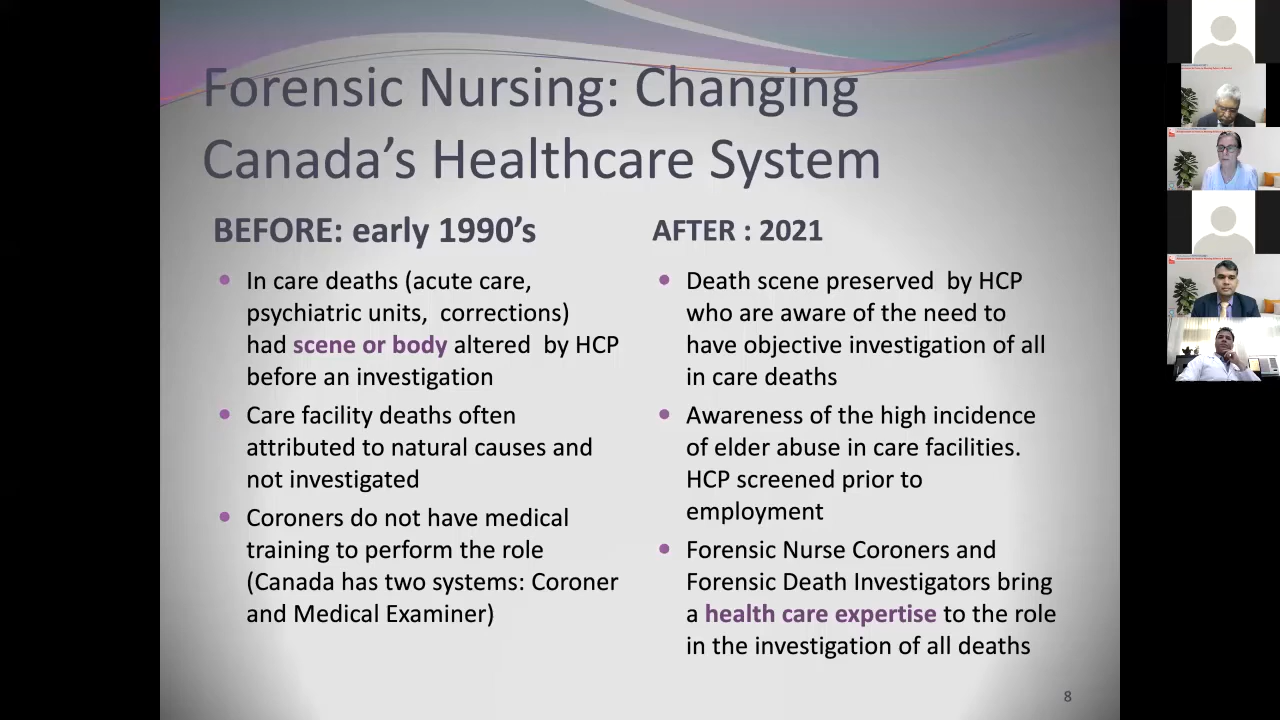 Forensic Nursing: Changing
Canada's Healthcare System
BEFORE: early 1990's
In care deaths (acute care,
psychiatric units, corrections)
had scene or body altered by HCP
before an investigation
Care facility deaths often
attributed to natural causes and
not investigated
Coroners do not have medical
training to perform the role
(Canada has two systems: Coroner
and Medical Examiner)
AFTER : 2021
Death scene preserved by HCP
who are aware of the need to
have objective investigation of all
in care deaths
Awareness of the high incidence
of elder abuse in care facilities.
HCP screened prior to
employment
Forensic Nurse Coroners and
Forensic Death Investigators bring
a health care expertise to the role
in the investigation of all deaths
8